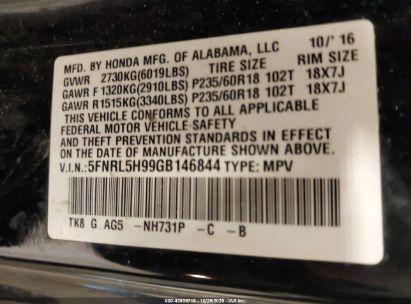 MFD. BY HONDA MFG. OF ALABAMA, LLC 10/'16
GVWR 2730KG(6019LBS) TIRE SIZE RIM SIZE
GAWR F1320KG(2910LBS) P235/60R18 102T 18X7J
GAWR R1515KG(3340LBS) P235/60R18 102T 18X7J
THIS VEHICLE CONFORMS TO ALL APPLICABLE
FEDERAL MOTOR VEHICLE-SAFETY
AND THEFT PREVENTION STANDARDS IN EFFECT
ON THE DATE OF MANUFACTURE SHOWN ABOVE.
V.I.N.:5FNRL5H99GB146844 TYPE: MPV
TK8 G AG5 -NH731P -C -B